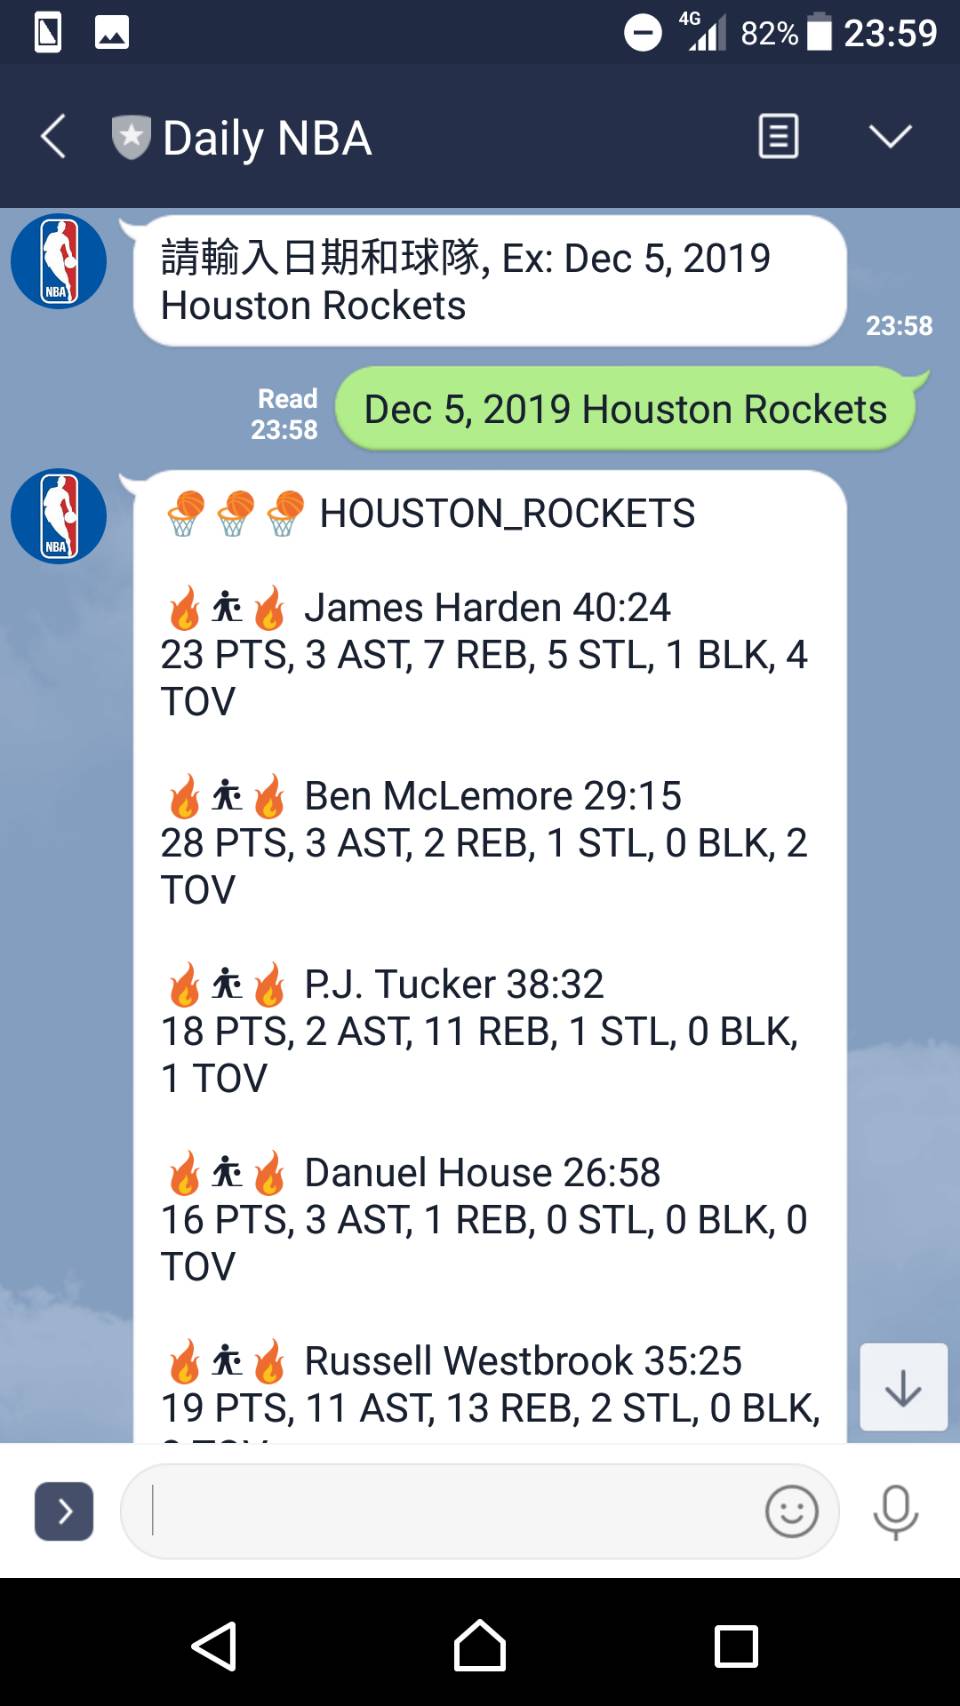 4G 82% 23:59
Daily NBA
請輸入日期和球隊, Ex: Dec 5, 2019
Houston Rockets
23:58
Read
23:58
Dec 5, 2019 Houston Rockets
HOUSTON_ROCKETS
James Harden 40:24
23 PTS, 3 AST, 7 REB, 5 STL, 1 BLK, 4
TOV
Ben McLemore 29:15
28 PTS, 3 AST, 2 REB, 1 STL, 0 BLK, 2
TOV
P.J. Tucker 38:32
18 PTS, 2 AST, 11 REB, 1 STL, 0 BLK,
1 TOV
Danuel House 26:58
16 PTS, 3 AST, 1 REB, 0 STL, 0 BLK, 0
TOV
Russell Westbrook 35:25
19 PTS, 11 AST, 13 REB, 2 STL, 0 BLK,
NBA
NBA